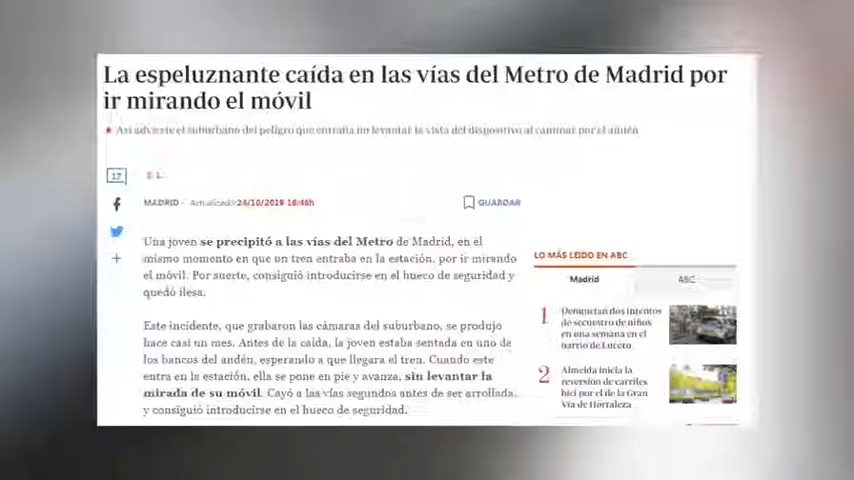 La espeluznante caída en las vías del Metro de Madrid por
ir mirando el móvil
Así advierte el suburbano del peligro que entraña no levantar la vista del dispositivo al caminar por el andén
17
S. L.
MADRID - Actualizado:24/10/2019 16:46h
GUARDAR
Una joven se precipitó a las vías del Metro de Madrid, en el
mismo momento en que un tren entraba en la estación, por ir mirando
el móvil. Por suerte, consiguió introducirse en el hueco de seguridad y
quedó ilesa.
Este incidente, que grabaron las cámaras del suburbano, se produjo
hace casi un mes. Antes de la caída, la joven estaba sentada en uno de
los bancos del andén, esperando a que llegara el tren. Cuando este
entra en la estación, ella se pone en pie y avanza, sin levantar la
mirada de su móvil. Cayó a las vías segundos antes de ser arrollada,
y consiguió introducirse en el hueco de seguridad.
LO MÁS LEÍDO EN ABC
Madrid
ABC
1
Denuncian dos intentos
de secuestro de niños
en una semana en el
barrio de Lucero
2
Almeida inicia la
reversión de carriles
bici por el de la Gran
Vía de Hortaleza